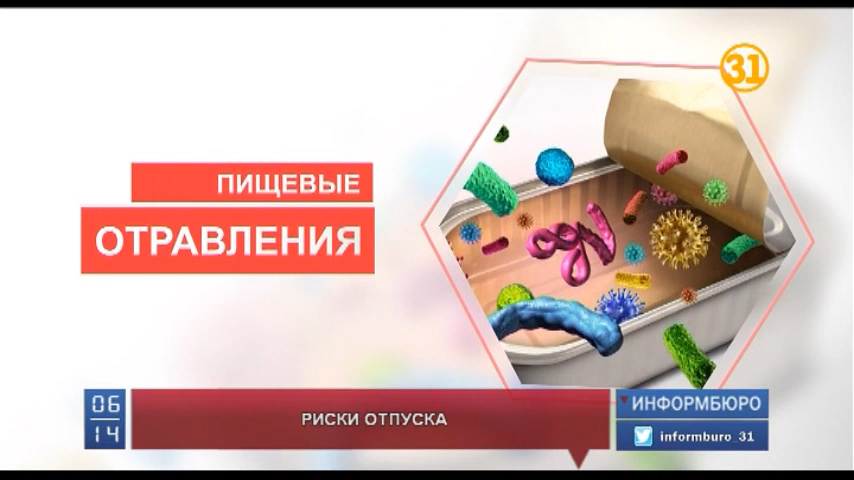 31
ПИЩЕВЫЕ
ОТРАВЛЕНИЯ
06
14
РИСКИ ОТПУСКА
ИНФОРМБЮРО
informburo_31